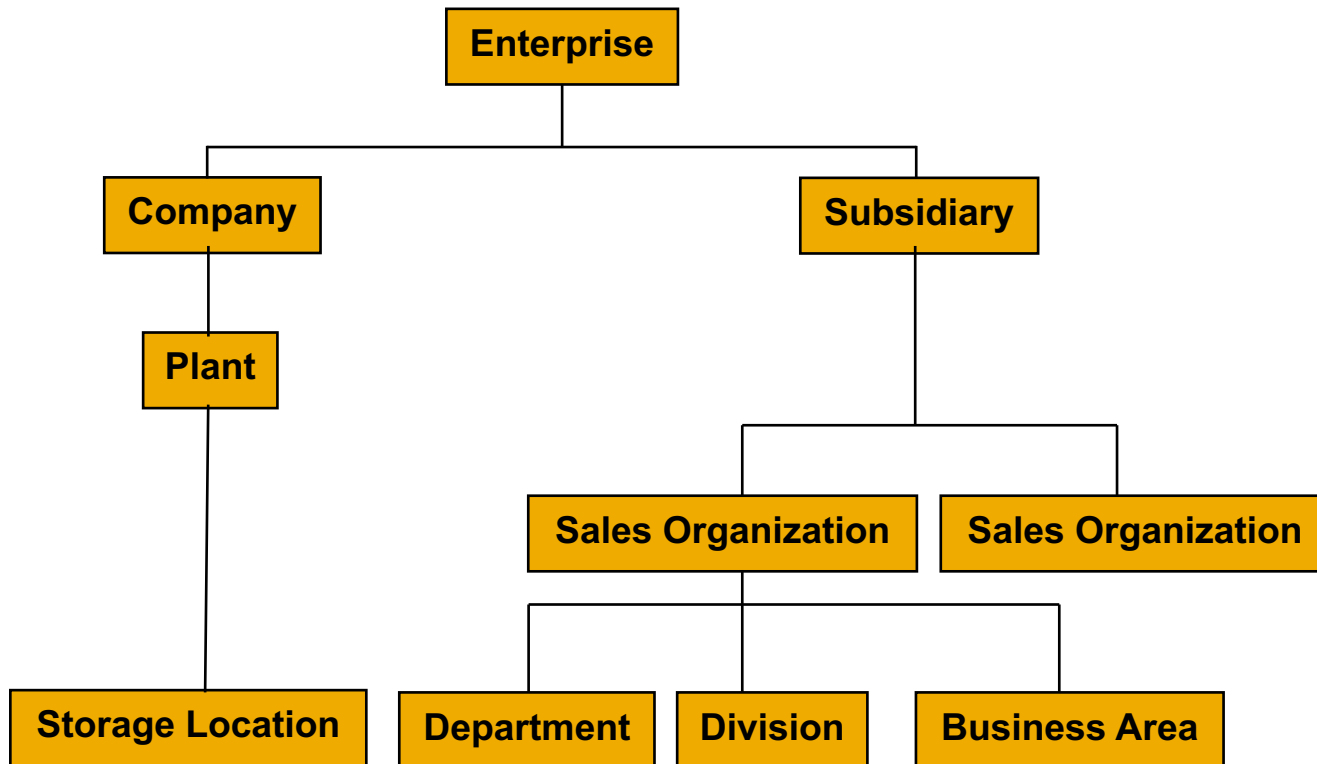 Enterprise
Company
Subsidiary
Plant
Sales Organization
Sales Organization
Storage Location
Department
Division
Business Area